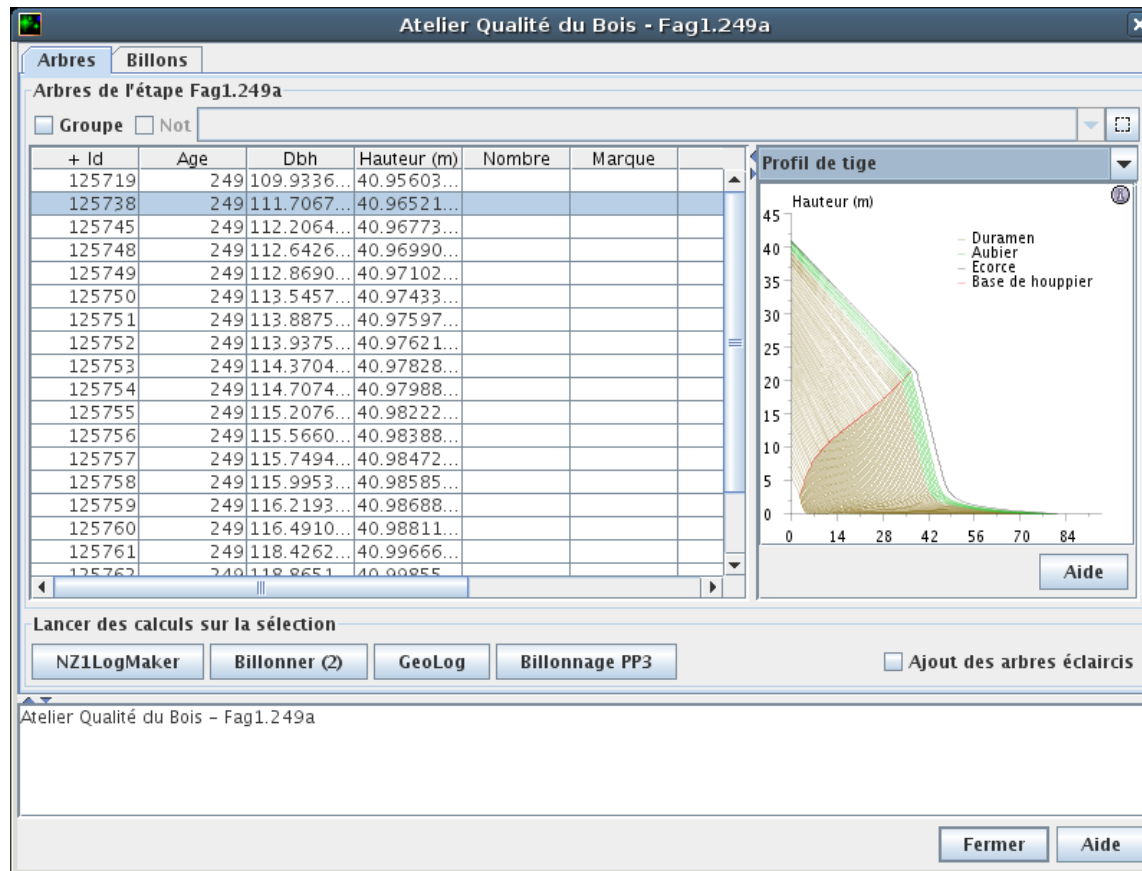 Atelier Qualité du Bois - Fag1.249a
Arbres Billons
Arbres de l'étape Fag1.249a
Groupe Not
+ Id Age Dbh Hauteur (m) Nombre Marque
125719 249 109.9336... 40.95603...
125738 249 111.7067... 40.96521...
125745 249 112.2064... 40.96773...
125748 249 112.6426... 40.96990...
125749 249 112.8690... 40.97102...
125750 249 113.5457... 40.97433...
125751 249 113.8875... 40.97597...
125752 249 113.9375... 40.97621...
125753 249 114.3704... 40.97828...
125754 249 114.7074... 40.97988...
125755 249 115.2076... 40.98222...
125756 249 115.5660... 40.98388...
125757 249 115.7494... 40.98472...
125758 249 115.9953... 40.98585...
125759 249 116.2193... 40.98688...
125760 249 116.4910... 40.98811...
125761 249 118.4262... 40.99666...
125762 249 118.8651... 40.99855...
Profil de tige
Hauteur (m)
45
40
35
30
25
20
15
10
5
0
0 14 28 42 56 70 84
Duramen
Aubier
Ecorce
Base de houppier
Aide
Lancer des calculs sur la sélection
NZ1LogMaker Billonner (2) GeoLog Billonnage PP3 Ajout des arbres éclaircis
Atelier Qualité du Bois - Fag1.249a
Fermer Aide